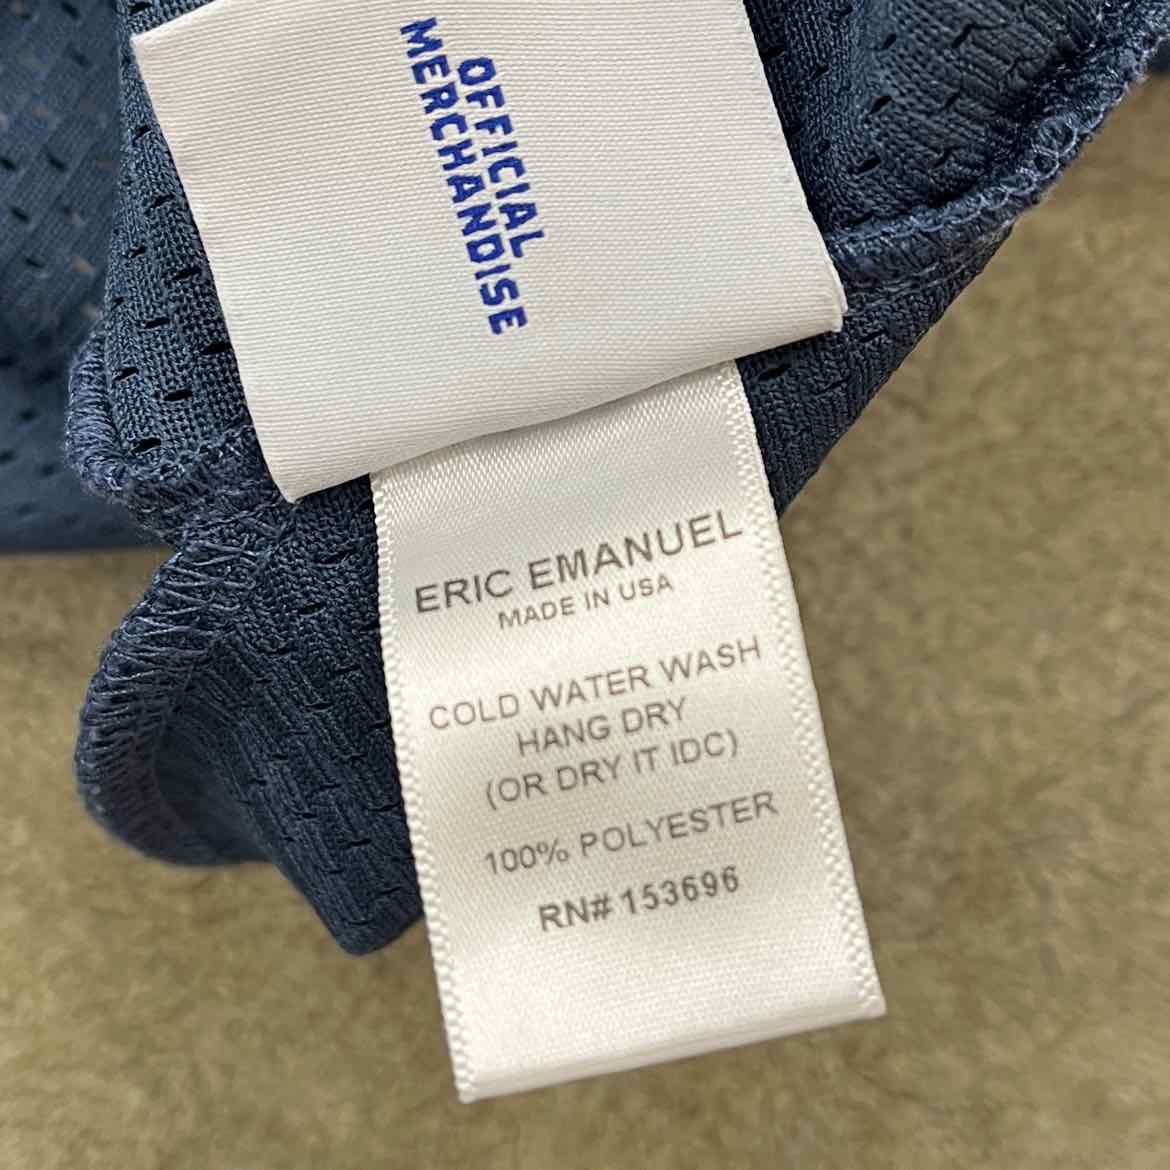 OFFICIAL
MERCHANDISE
ERIC EMANUEL
MADE IN USA
COLD WATER WASH
HANG DRY
(OR DRY IT IDC)
100% POLYESTER
RN# 153696